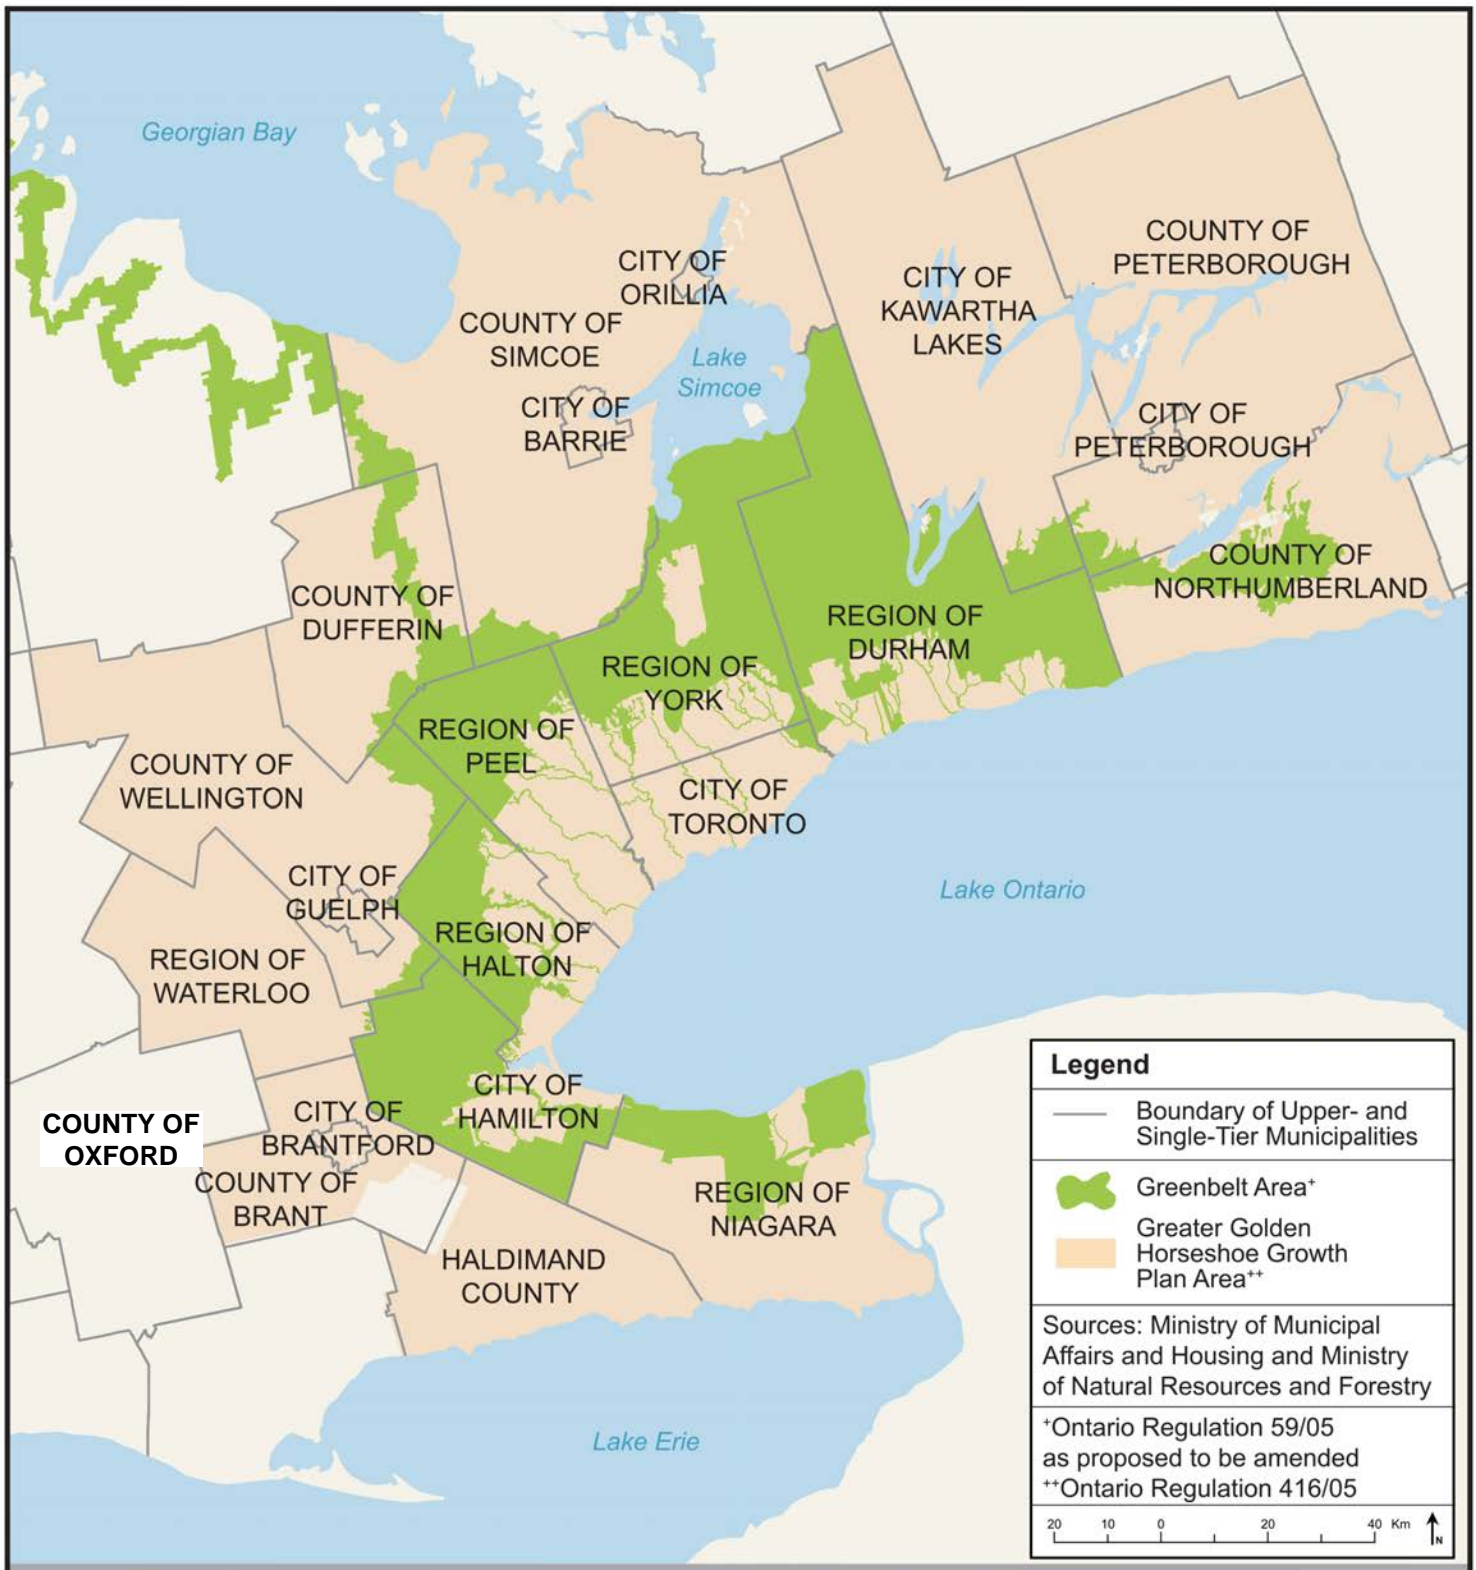 Georgian Bay
COUNTY OF
PETERBOROUGH
CITY OF
ORILLIA
CITY OF
KAWARTHA
LAKES
COUNTY OF
SIMCOE
Lake
Simcoe
CITY OF
BARRIE
CITY OF
PETERBOROUGH
COUNTY OF
NORTHUMBERLAND
COUNTY OF
DUFFERIN
REGION OF
DURHAM
REGION OF
YORK
REGION OF
PEEL
COUNTY OF
WELLINGTON
CITY OF
TORONTO
CITY OF
GUELPH
Lake Ontario
REGION OF
HALTON
REGION OF
WATERLOO
CITY OF
HAMILTON
CITY OF
BRANTFORD
COUNTY OF
OXFORD
COUNTY OF
BRANT
REGION OF
NIAGARA
HALDIMAND
COUNTY
Lake Erie
Legend
Boundary of Upper- and
Single-Tier Municipalities
Greenbelt Area+
Greater Golden
Horseshoe Growth
Plan Area++
Sources: Ministry of Municipal
Affairs and Housing and Ministry
of Natural Resources and Forestry
+Ontario Regulation 59/05
as proposed to be amended
++Ontario Regulation 416/05
20 10 0 20 40 Km
N